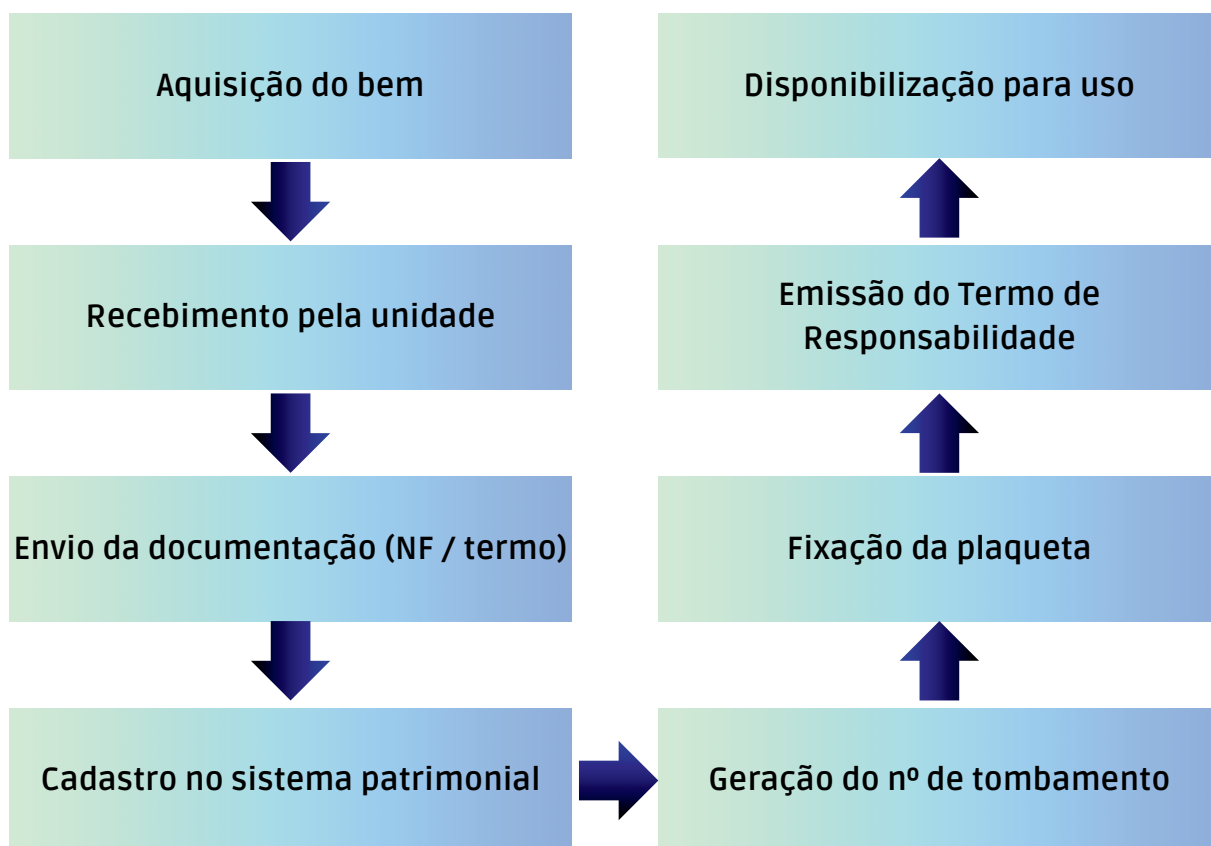 Aquisição do bem
Recebimento pela unidade
Envio da documentação (NF / termo)
Cadastro no sistema patrimonial
Geração do nº de tombamento
Fixação da plaqueta
Emissão do Termo de
Responsabilidade
Disponibilização para uso